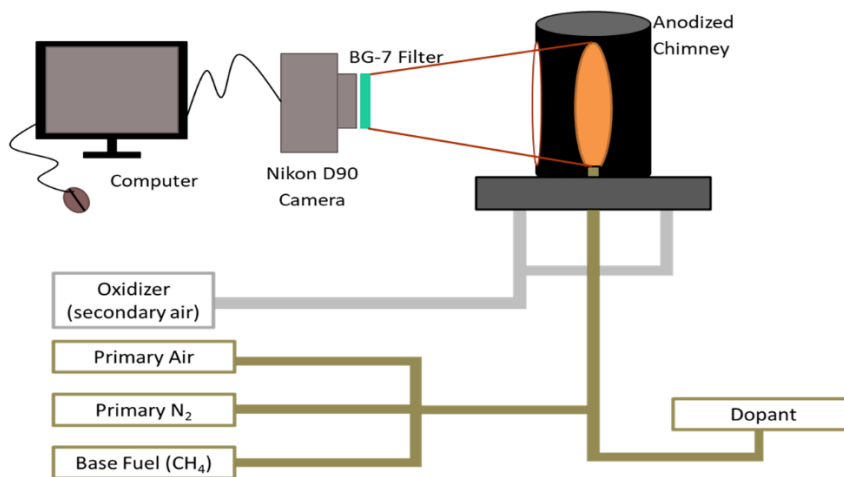 Anodized
Chimney
BG-7 Filter
Computer
Nikon D90
Camera
Oxidizer
(secondary air)
Primary Air
Primary N₂
Base Fuel (CH₄)
Dopant